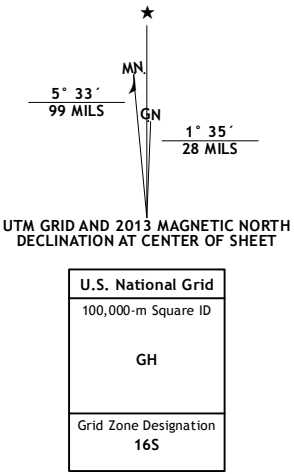 ★
MN
5° 33´
99 MILS
GN
1° 35´
28 MILS
UTM GRID AND 2013 MAGNETIC NORTH
DECLINATION AT CENTER OF SHEET
U.S. National Grid
100,000-m Square ID
GH
Grid Zone Designation
16S